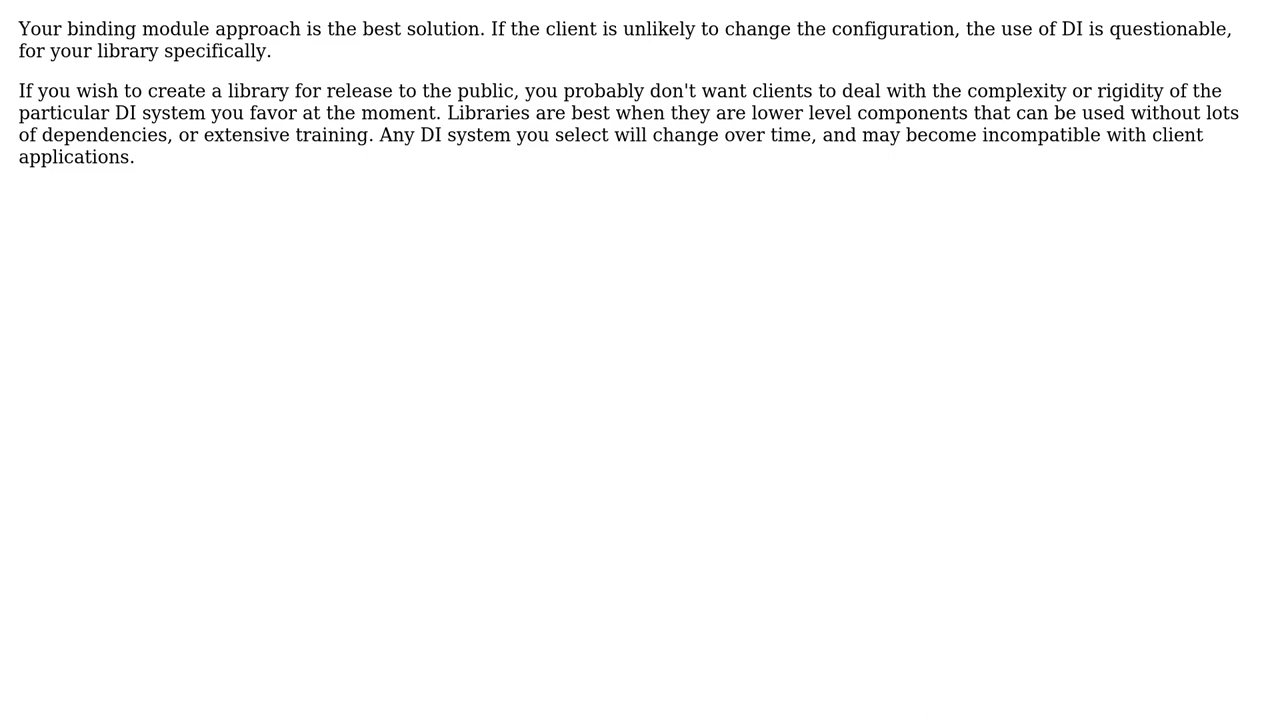 Your binding module approach is the best solution. If the client is unlikely to change the configuration, the use of DI is questionable,
for your library specifically.
If you wish to create a library for release to the public, you probably don't want clients to deal with the complexity or rigidity of the
particular DI system you favor at the moment. Libraries are best when they are lower level components that can be used without lots
of dependencies, or extensive training. Any DI system you select will change over time, and may become incompatible with client
applications.